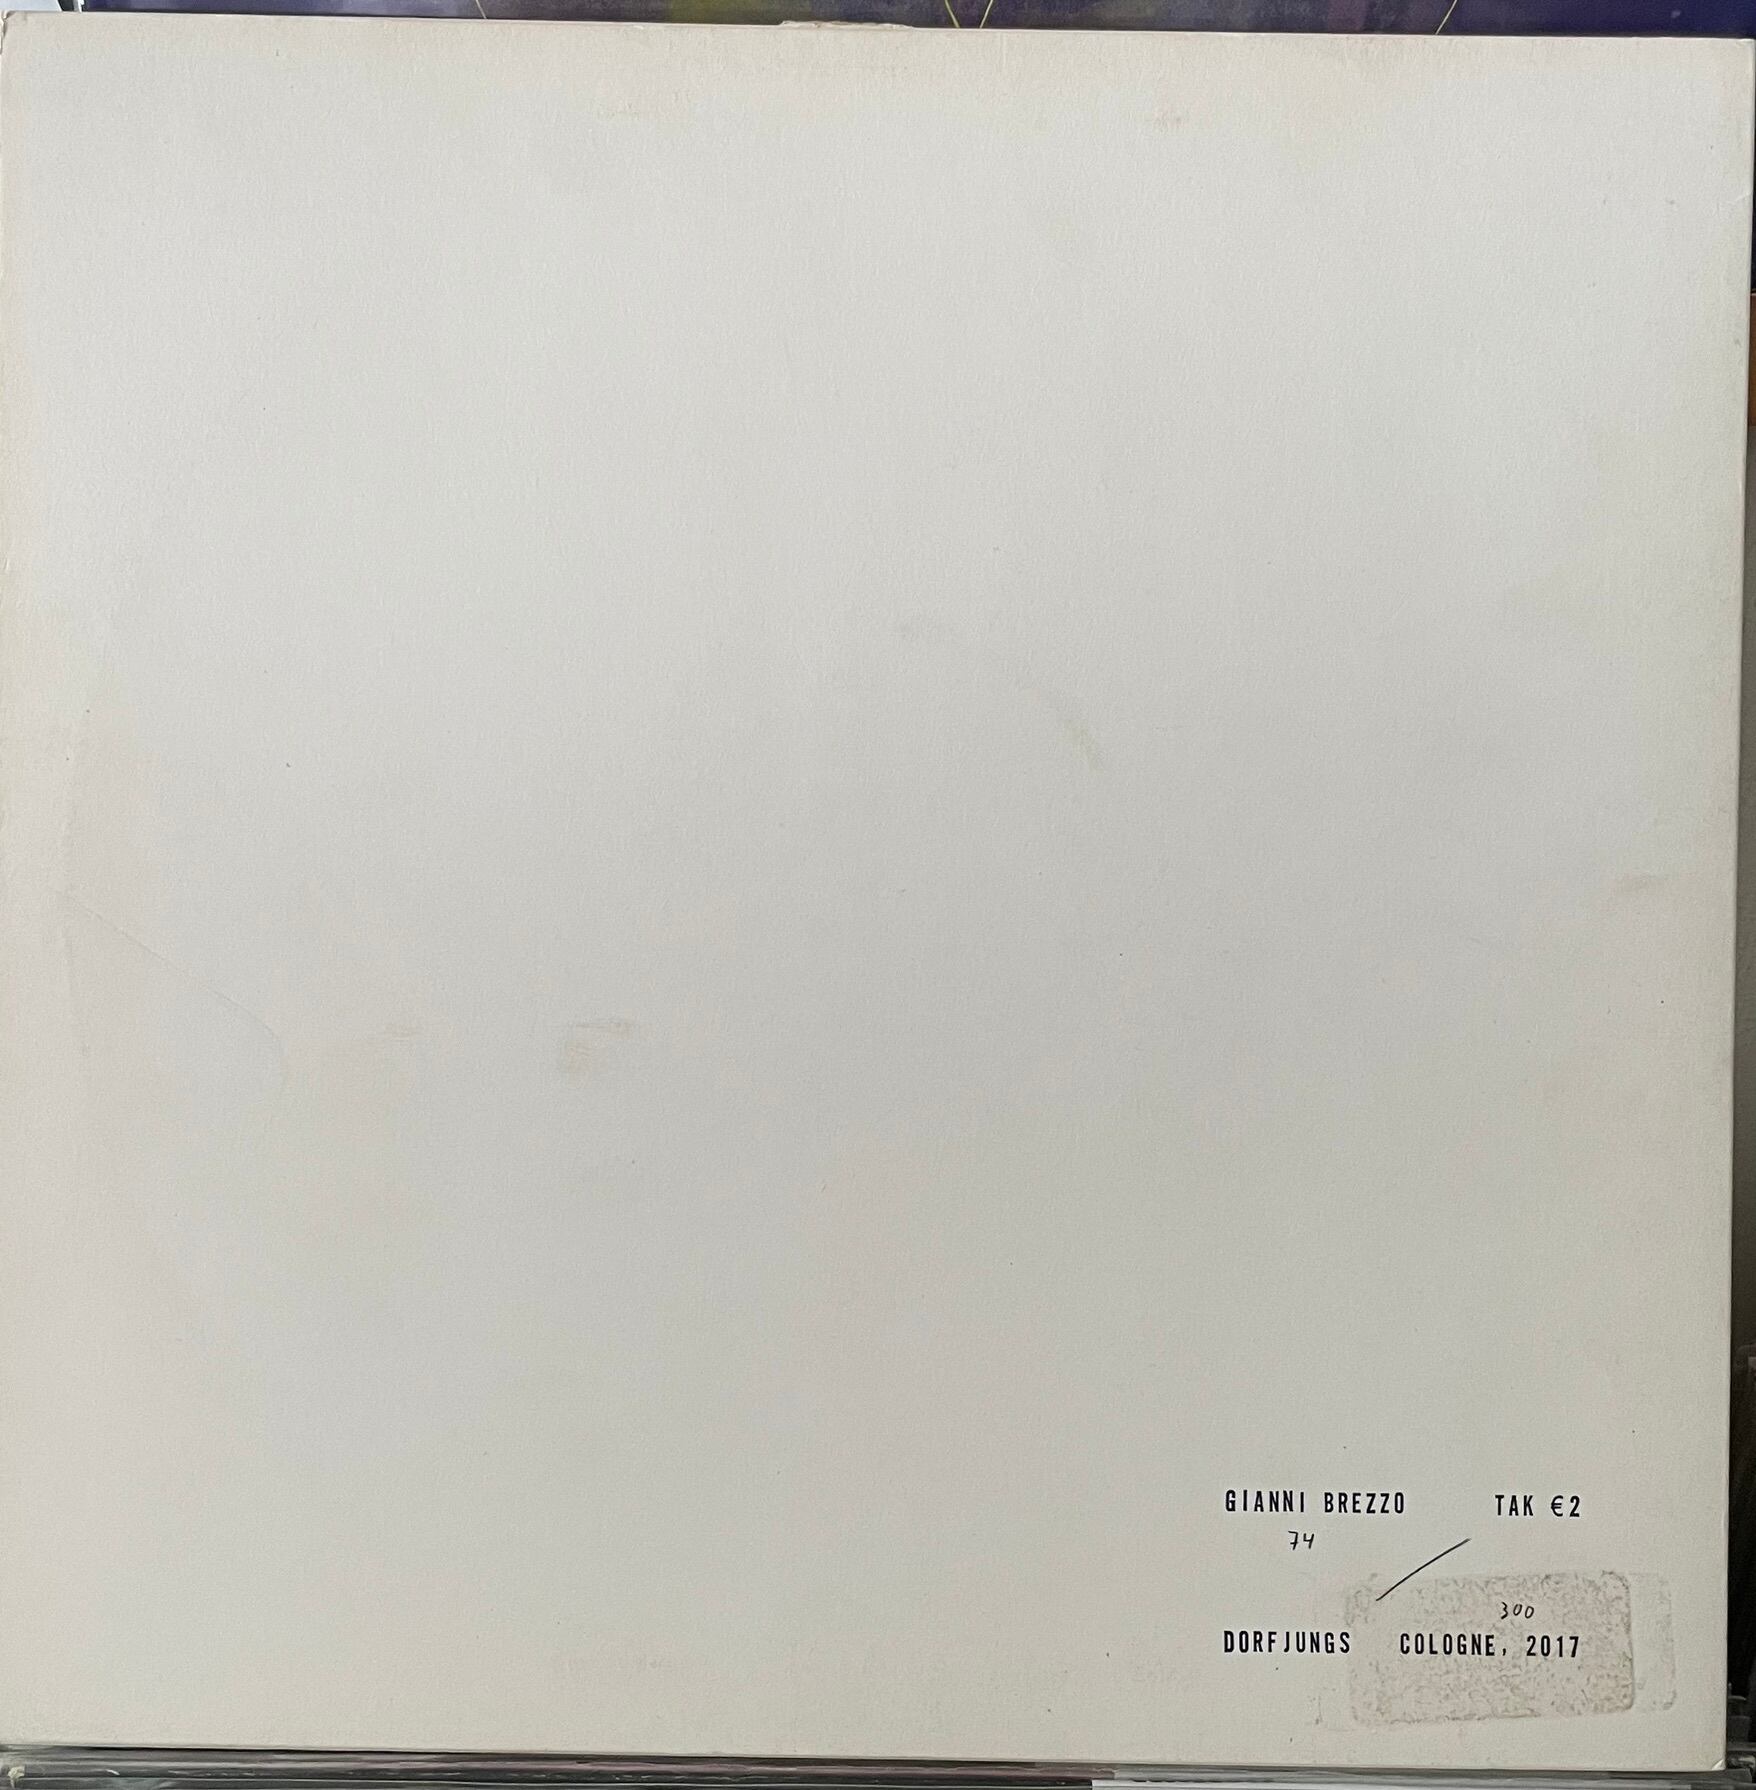 GIANNI BREZZO TAK €2
74
/
300
DORFJUNGS COLOGNE, 2017